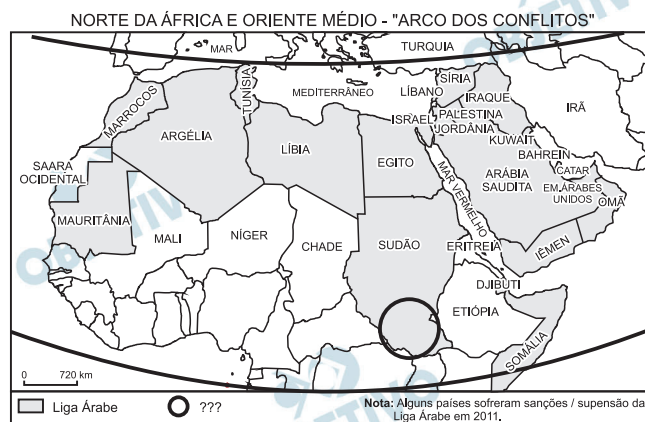 NORTE DA ÁFRICA E ORIENTE MÉDIO - "ARCO DOS CONFLITOS"
MAR
TURQUIA
MEDITERRÂNEO
TUNÍSIA
MARROCOS
ARGÉLIA
LÍBIA
EGITO
LÍBANO
SÍRIA
ISRAEL
PALESTINA
JORDÂNIA
IRAQUE
IRÃ
KUWAIT
BAHREIN
CATAR
ARÁBIA
SAUDITA
EM.ÁRABES
UNIDOS
OMÃ
IÊMEN
MAR VERMELHO
SAARA
OCIDENTAL
MAURITÂNIA
MALI
NÍGER
CHADE
SUDÃO
ERITREIA
DJIBUTI
ETIÓPIA
SOMÁLIA
0 720 km
Liga Árabe
???
Nota: Alguns países sofreram sanções / supensão da
Liga Árabe em 2011.
OBJETIVO
OBJETIVO
OBJETIVO